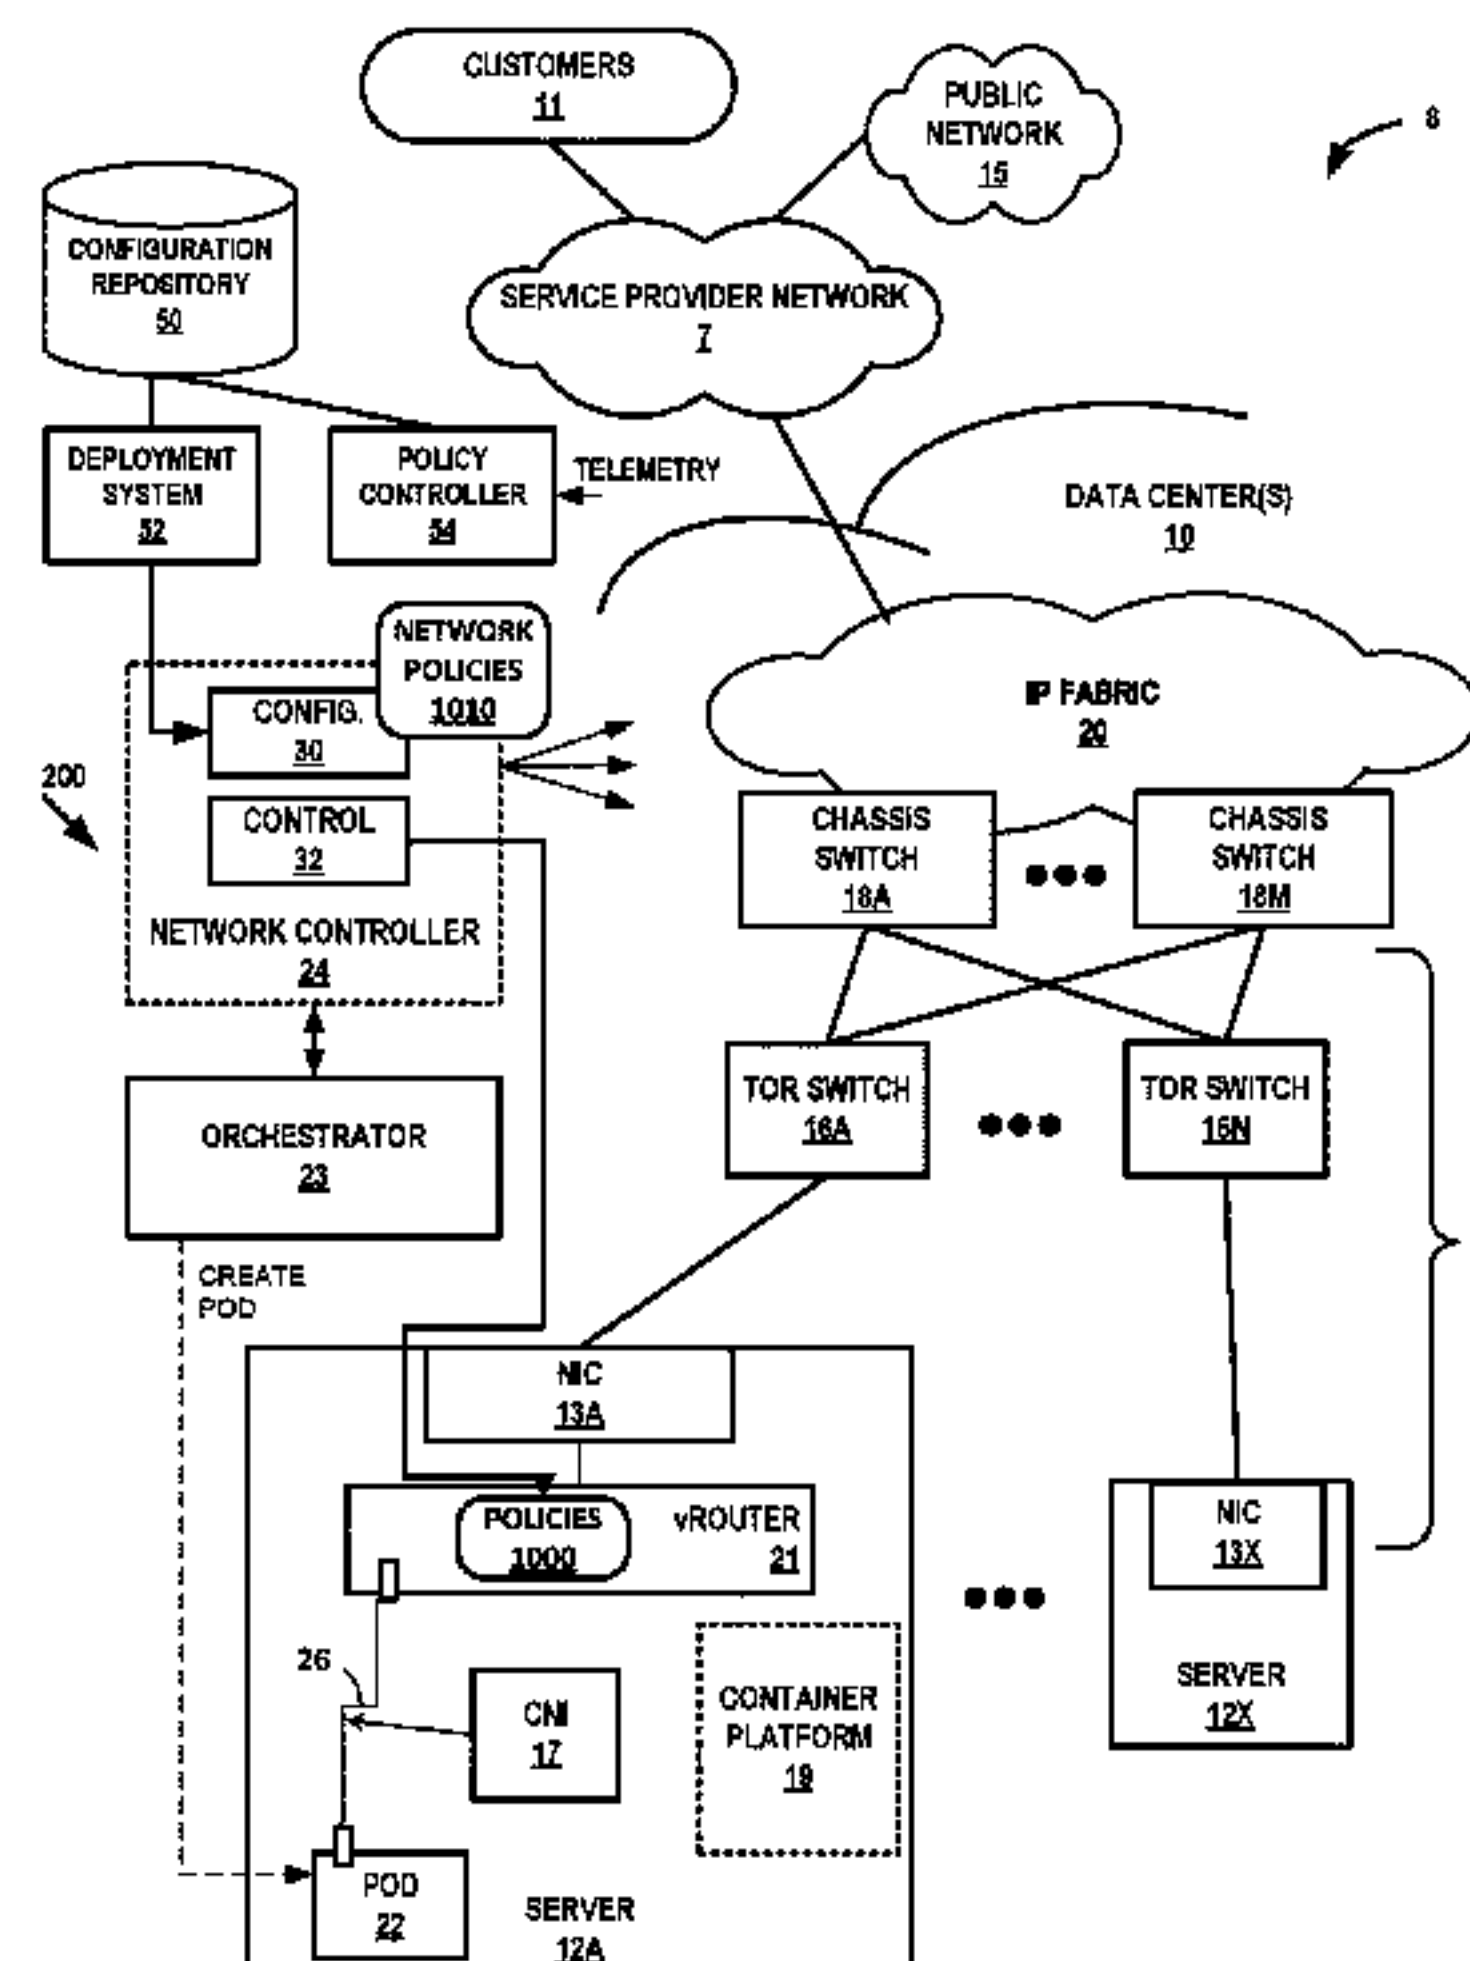 CUSTOMERS
11
PUBLIC
NETWORK
15
8
CONFIGURATION
REPOSITORY
50
SERVICE PROVIDER NETWORK
7
DEPLOYMENT
SYSTEM
52
POLICY
CONTROLLER
54
TELEMETRY
DATA CENTER(S)
10
NETWORK
POLICIES
1010
CONFIG.
30
IP FABRIC
20
200
CONTROL
32
CHASSIS
SWITCH
18A
CHASSIS
SWITCH
18M
NETWORK CONTROLLER
24
TOR SWITCH
16A
TOR SWITCH
16N
ORCHESTRATOR
23
CREATE
POD
NIC
13A
POLICIES
1000
vROUTER
21
NIC
13X
26
CNI
17
CONTAINER
PLATFORM
19
SERVER
12X
POD
22
SERVER
12A